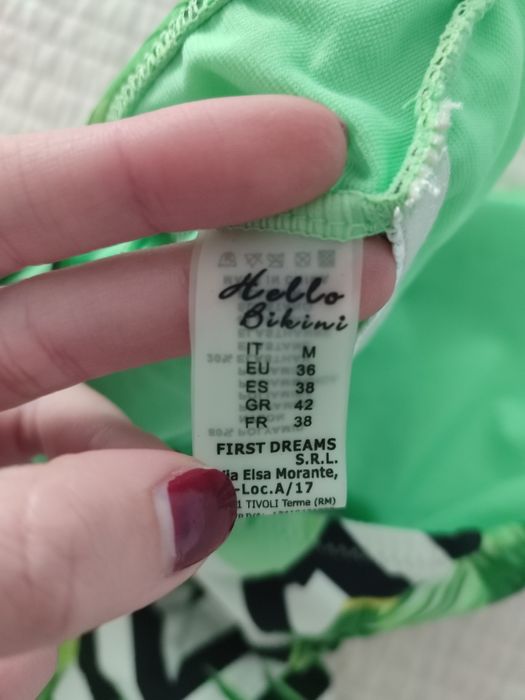 Hello
Bikini
IT M
EU 36
ES 38
GR 42
FR 38
FIRST DREAMS
S.R.L.
Elsa Morante,
-Loc.A/17
TIVOLI Terme (RM)